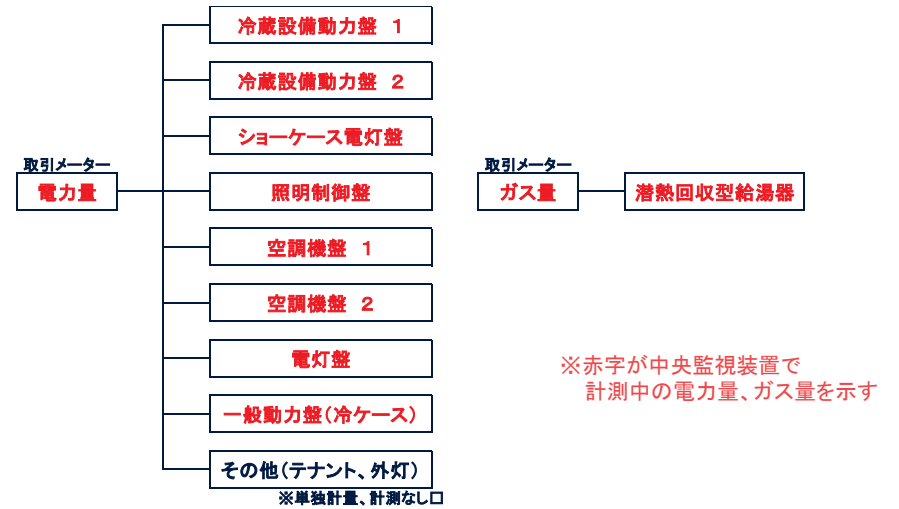 冷蔵設備動力盤 1
冷蔵設備動力盤 2
ショーケース電灯盤
取引メーター
電力量
照明制御盤
空調機盤 1
空調機盤 2
電灯盤
一般動力盤(冷ケース)
その他(テナント、外灯)
※単独計量、計測なし□
取引メーター
ガス量
潜熱回収型給湯器
※赤字が中央監視装置で
計測中の電力量、ガス量を示す